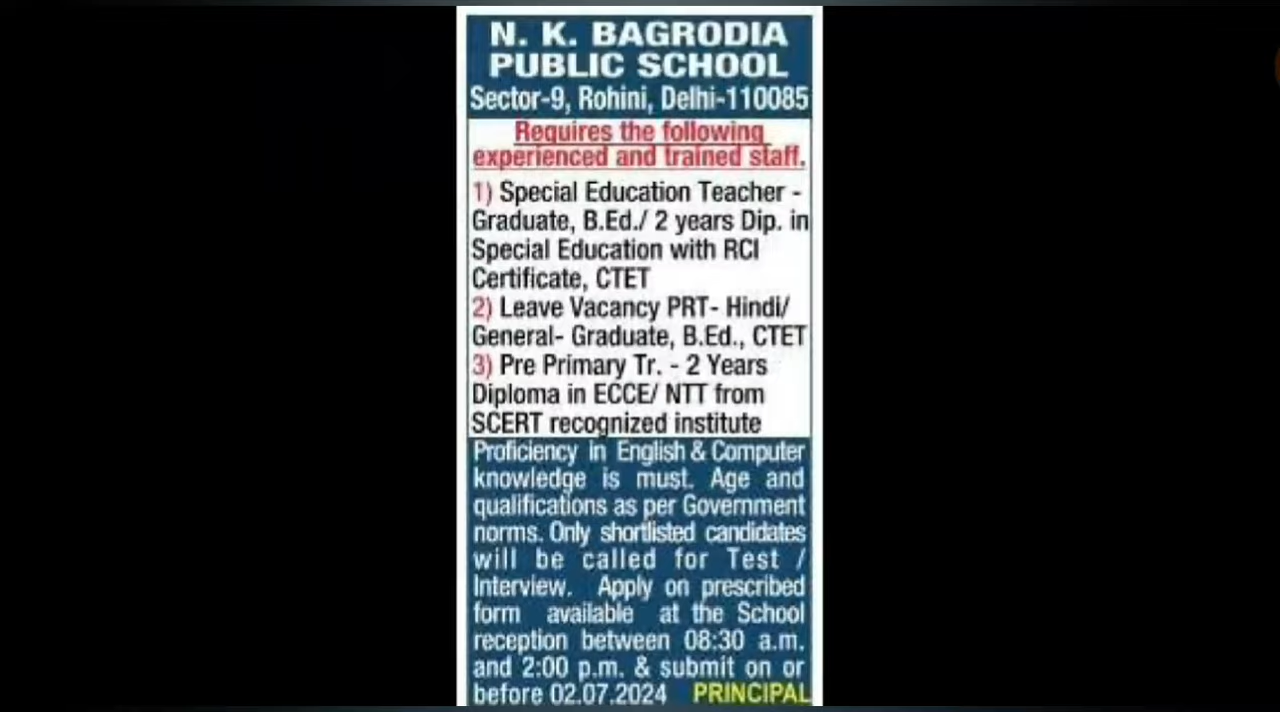 N. K. BAGRODIA
PUBLIC SCHOOL
Sector-9, Rohini, Delhi-110085
Requires the following
experienced and trained staff.
1) Special Education Teacher -
Graduate, B.Ed./ 2 years Dip. in
Special Education with RCI
Certificate, CTET
2) Leave Vacancy PRT- Hindi/
General- Graduate, B.Ed., CTET
3) Pre Primary Tr. - 2 Years
Diploma in ECCE/ NTT from
SCERT recognized institute
Proficiency in English & Computer
knowledge is must. Age and
qualifications as per Government
norms. Only shortlisted candidates
will be called for Test /
Interview. Apply on prescribed
form available at the School
reception between 08:30 a.m.
and 2:00 p.m. & submit on or
before 02.07.2024 PRINCIPAL